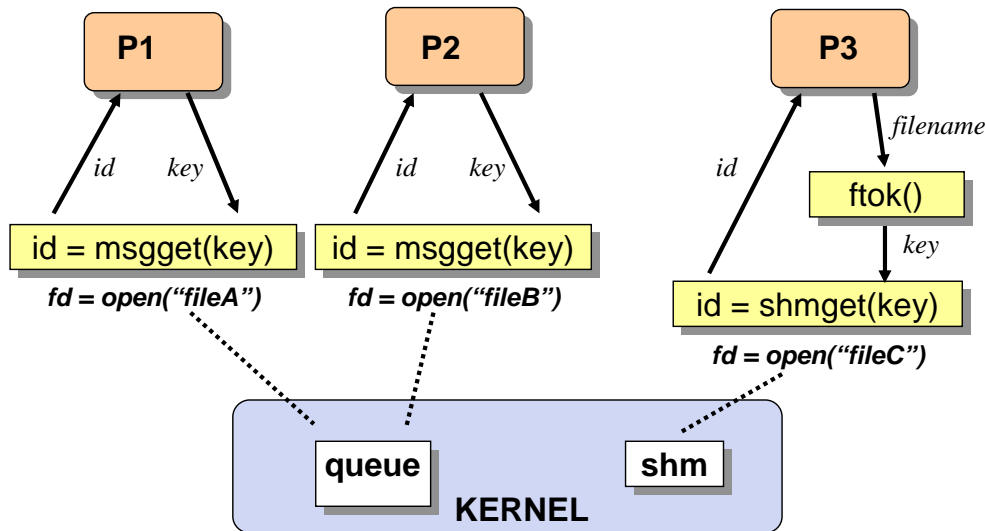 P1
P2
P3
filename
id
key
id
key
id
ftok()
key
id = msgget(key)
id = msgget(key)
fd = open(“fileA”)
fd = open(“fileB”)
id = shmget(key)
fd = open(“fileC”)
queue
shm
KERNEL